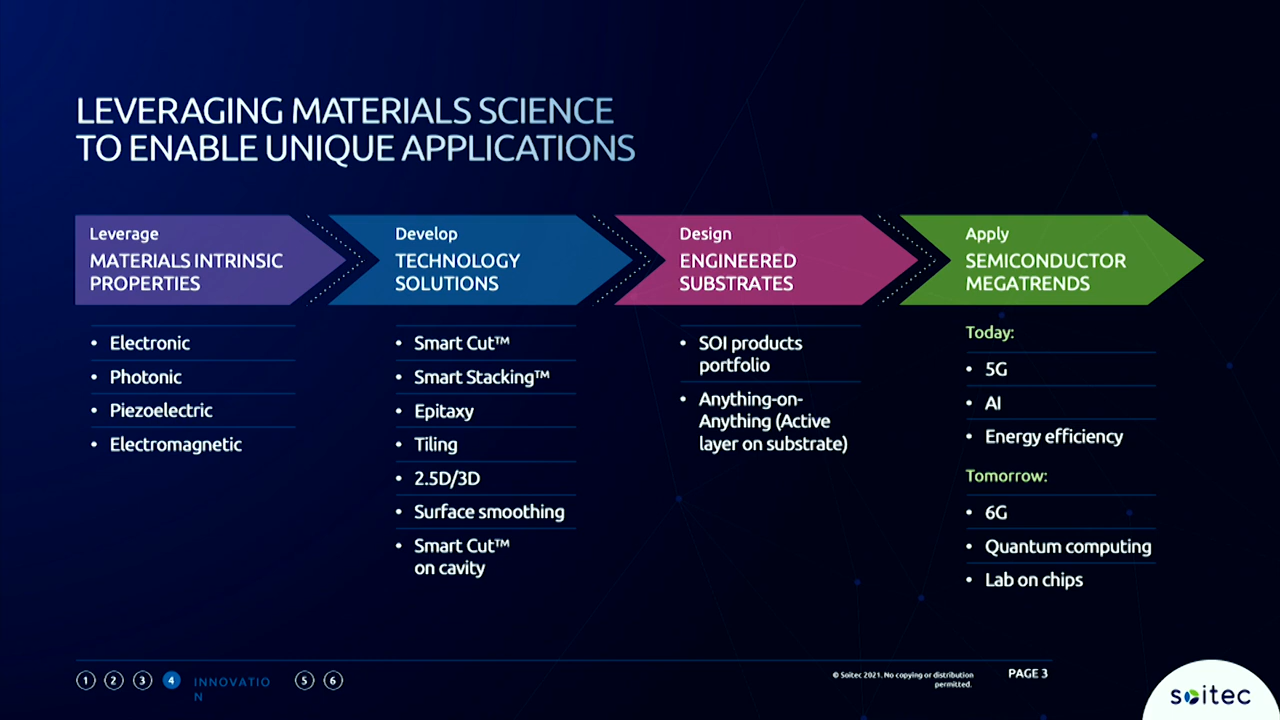 LEVERAGING MATERIALS SCIENCE
TO ENABLE UNIQUE APPLICATIONS
Leverage
MATERIALS INTRINSIC
PROPERTIES
• Electronic
• Photonic
• Piezoelectric
• Electromagnetic
Develop
TECHNOLOGY
SOLUTIONS
• Smart Cut™
• Smart Stacking™
• Epitaxy
• Tiling
• 2.5D/3D
• Surface smoothing
• Smart Cut™
on cavity
Design
ENGINEERED
SUBSTRATES
• SOI products
portfolio
• Anything-on-
Anything (Active
layer on substrate)
Apply
SEMICONDUCTOR
MEGATRENDS
Today:
• 5G
• AI
• Energy efficiency
Tomorrow:
• 6G
• Quantum computing
• Lab on chips
1 2 3 4 INNOVATIO
N
5 6
© Soitec 2021. No copying or distribution
permitted.
PAGE 3
soitec